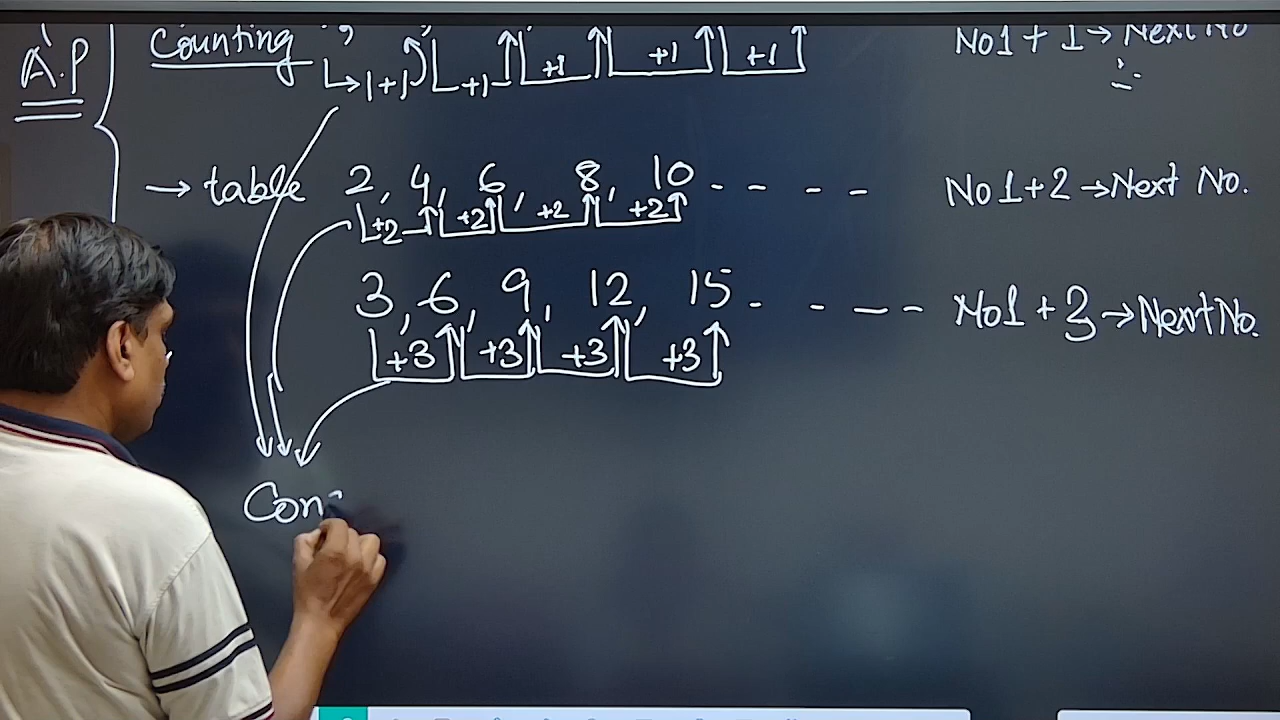 A.P Counting
1+1 +1 +1 +1 +1 No1 + 1 → Next No
→ table 2, 4, 6, 8, 10 - - - - No1+2 → Next No.
+2 +2 +2 +2
3, 6, 9, 12, 15 - - - - No1 + 3 → Next No.
+3 +3 +3 +3
Con